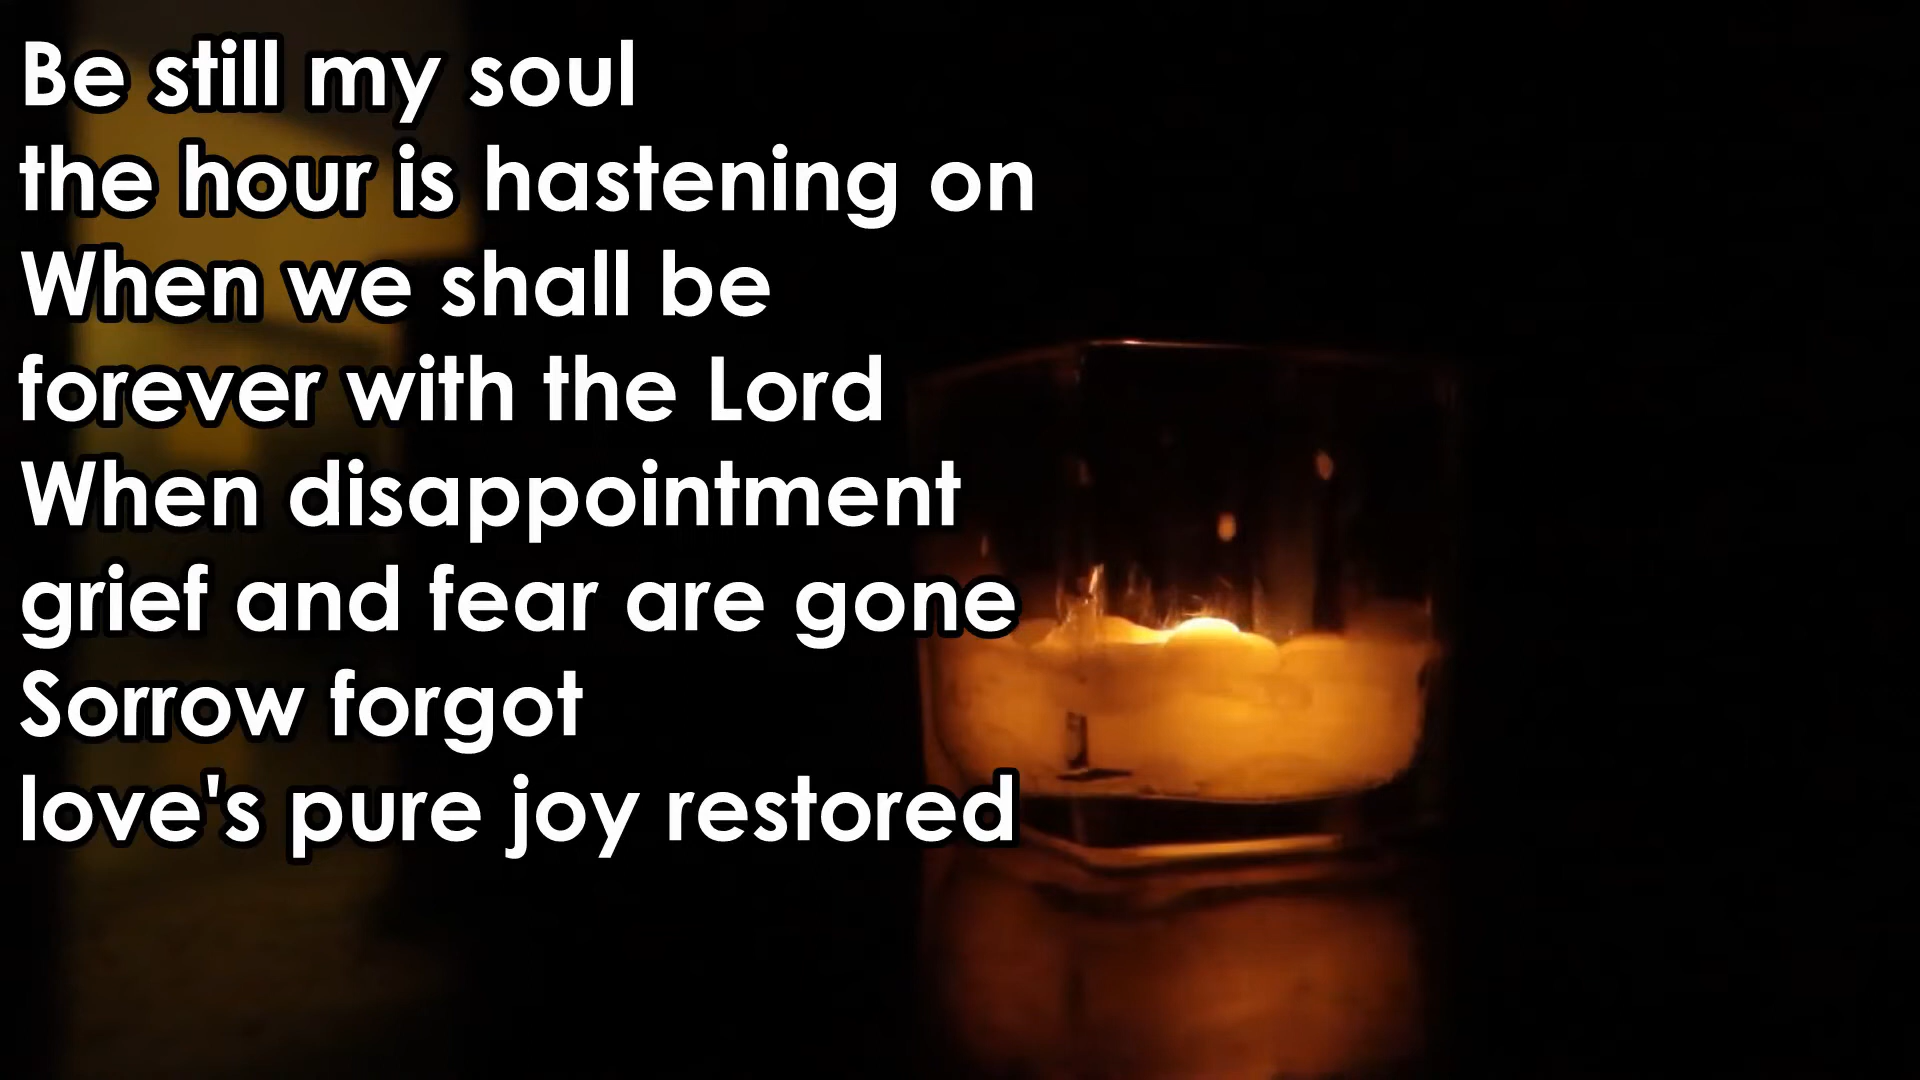 Be still my soul
the hour is hastening on
When we shall be
forever with the Lord
When disappointment
grief and fear are gone
Sorrow forgot
love's pure joy restored